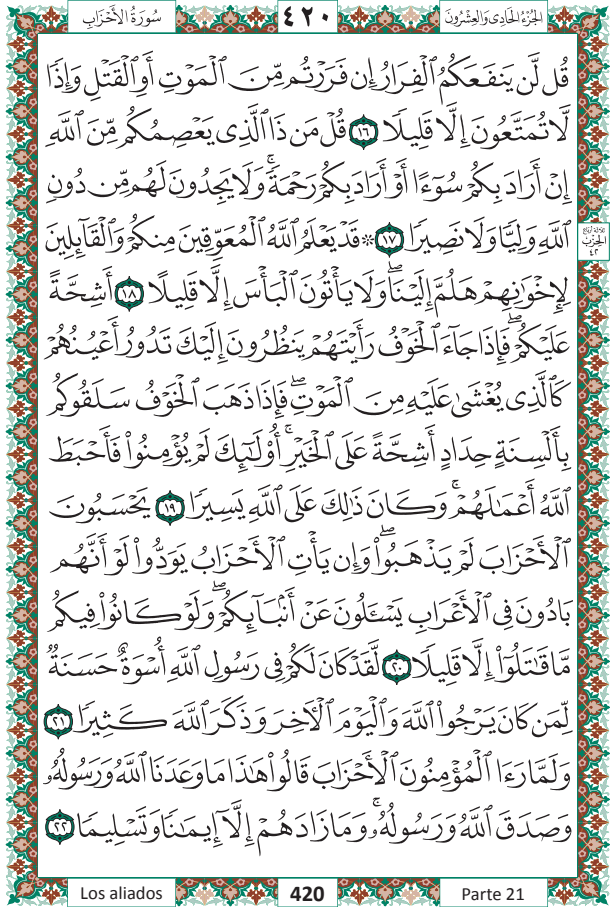 سُورَةُ الأَحْزَابِ ٤٢٠ الجُزْءُ الحَادِى وَالعِشْرُونَ
قُل لَّن يَنفَعَكُمُ ٱلْفِرَارُ إِن فَرَرْتُم مِّنَ ٱلْمَوْتِ أَوِ ٱلْقَتْلِ وَإِذًا
لَّا تُمَتَّعُونَ إِلَّا قَلِيلًا ١٦ قُلْ مَن ذَا ٱلَّذِى يَعْصِمُكُم مِّنَ ٱللَّهِ
إِنْ أَرَادَ بِكُمْ سُوٓءًا أَوْ أَرَادَ بِكُمْ رَحْمَةً ۚ وَلَا يَجِدُونَ لَهُم مِّن دُونِ
ٱللَّهِ وَلِيًّا وَلَا نَصِيرًا ١٧ ۞ قَدْ يَعْلَمُ ٱللَّهُ ٱلْمُعَوِّقِينَ مِنكُمْ وَٱلْقَآئِلِينَ
لِإِخْوَٰنِهِمْ هَلُمَّ إِلَيْنَا ۖ وَلَا يَأْتُونَ ٱلْبَأْسَ إِلَّا قَلِيلًا ١٨ أَشِحَّةً
عَلَيْكُمْ ۖ فَإِذَا جَآءَ ٱلْخَوْفُ رَأَيْتَهُمْ يَنظُرُونَ إِلَيْكَ تَدُورُ أَعْيُنُهُمْ
كَٱلَّذِى يُغْشَىٰ عَلَيْهِ مِنَ ٱلْمَوْتِ ۖ فَإِذَا ذَهَبَ ٱلْخَوْفُ سَلَقُوكُم
بِأَلْسِنَةٍ حِدَادٍ أَشِحَّةً عَلَى ٱلْخَيْرِ ۚ أُو۟لَٰٓئِكَ لَمْ يُؤْمِنُوا۟ فَأَحْبَطَ
ٱللَّهُ أَعْمَٰلَهُمْ ۚ وَكَانَ ذَٰلِكَ عَلَى ٱللَّهِ يَسِيرًا ١٩ يَحْسَبُونَ
ٱلْأَحْزَابَ لَمْ يَذْهَبُوا۟ ۖ وَإِن يَأْتِ ٱلْأَحْزَابُ يَوَدُّوا۟ لَوْ أَنَّهُم
بَادُونَ فِى ٱلْأَعْرَابِ يَسْـَٔلُونَ عَنْ أَنۢبَآئِكُمْ ۖ وَلَوْ كَانُوا۟ فِيكُم
مَّا قَٰتَلُوٓا۟ إِلَّا قَلِيلًا ٢٠ لَّقَدْ كَانَ لَكُمْ فِى رَسُولِ ٱللَّهِ أُسْوَةٌ حَسَنَةٌ
لِّمَن كَانَ يَرْجُوا۟ ٱللَّهَ وَٱلْيَوْمَ ٱلْءَاخِرَ وَذَكَرَ ٱللَّهَ كَثِيرًا ٢١
وَلَمَّا رَءَا ٱلْمُؤْمِنُونَ ٱلْأَحْزَابَ قَالُوا۟ هَٰذَا مَا وَعَدَنَا ٱللَّهُ وَرَسُولُهُۥ
وَصَدَقَ ٱللَّهُ وَرَسُولُهُۥ ۚ وَمَا زَادَهُمْ إِلَّآ إِيمَٰنًا وَتَسْلِيمًا ٢٢
ثلاثة أرباع
الحزب
٤٢
Los aliados 420 Parte 21